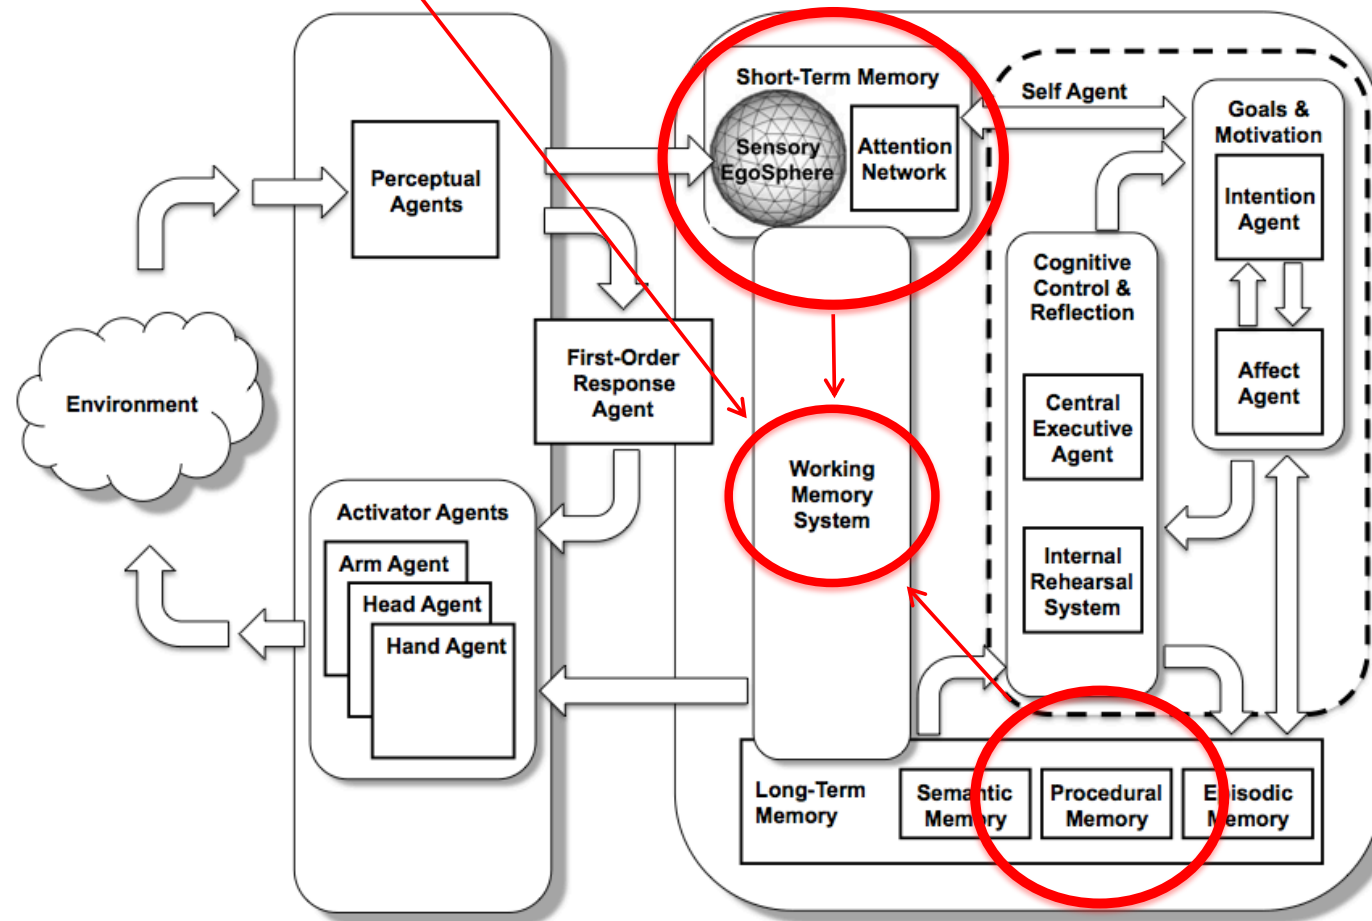 Short-Term Memory
Sensory
EgoSphere
Attention
Network
Self Agent
Goals &
Motivation
Intention
Agent
Affect
Agent
Perceptual
Agents
Cognitive
Control &
Reflection
Central
Executive
Agent
Internal
Rehearsal
System
First-Order
Response
Agent
Environment
Working
Memory
System
Activator Agents
Arm Agent
Head Agent
Hand Agent
Long-Term
Memory
Semantic
Memory
Procedural
Memory
Episodic
Memory